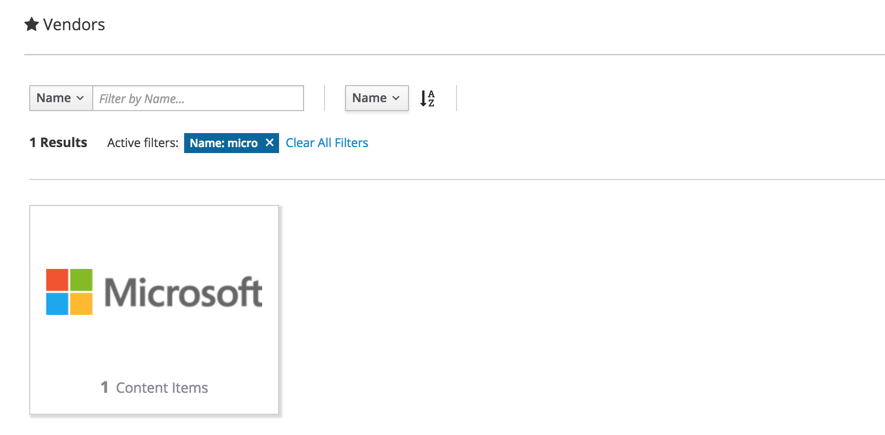 Vendors
Name Filter by Name... Name A Z
1 Results Active filters: Name: micro × Clear All Filters
Microsoft
1 Content Items